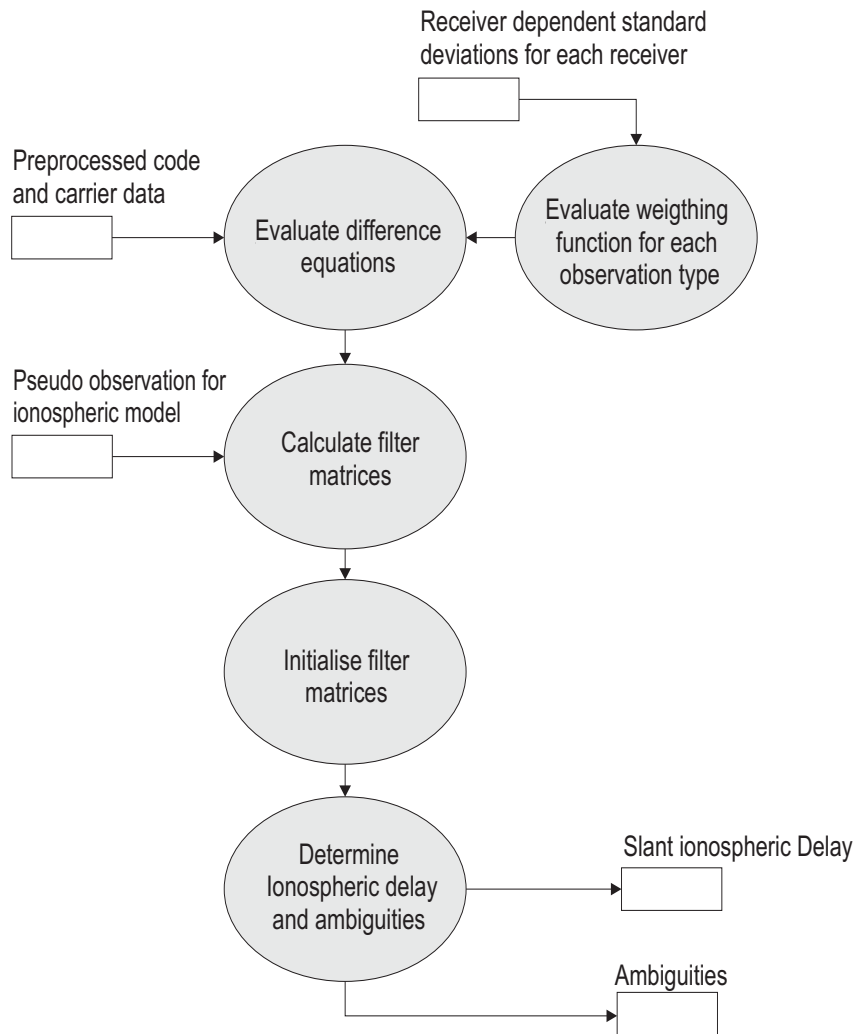 Receiver dependent standard
deviations for each receiver
Preprocessed code
and carrier data
Evaluate difference
equations
Evaluate weigthing
function for each
observation type
Pseudo observation for
ionospheric model
Calculate filter
matrices
Initialise filter
matrices
Determine
Ionospheric delay
and ambiguities
Slant ionospheric Delay
Ambiguities